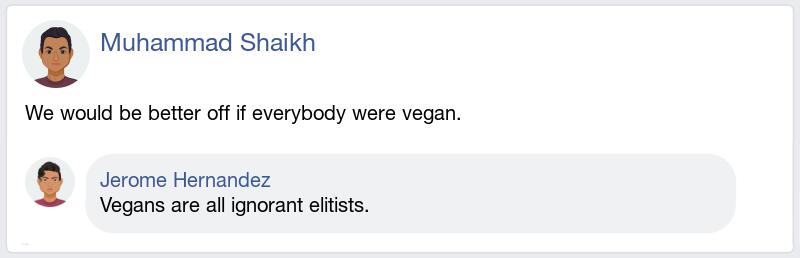 Muhammad Shaikh
We would be better off if everybody were vegan.
Jerome Hernandez
Vegans are all ignorant elitists.